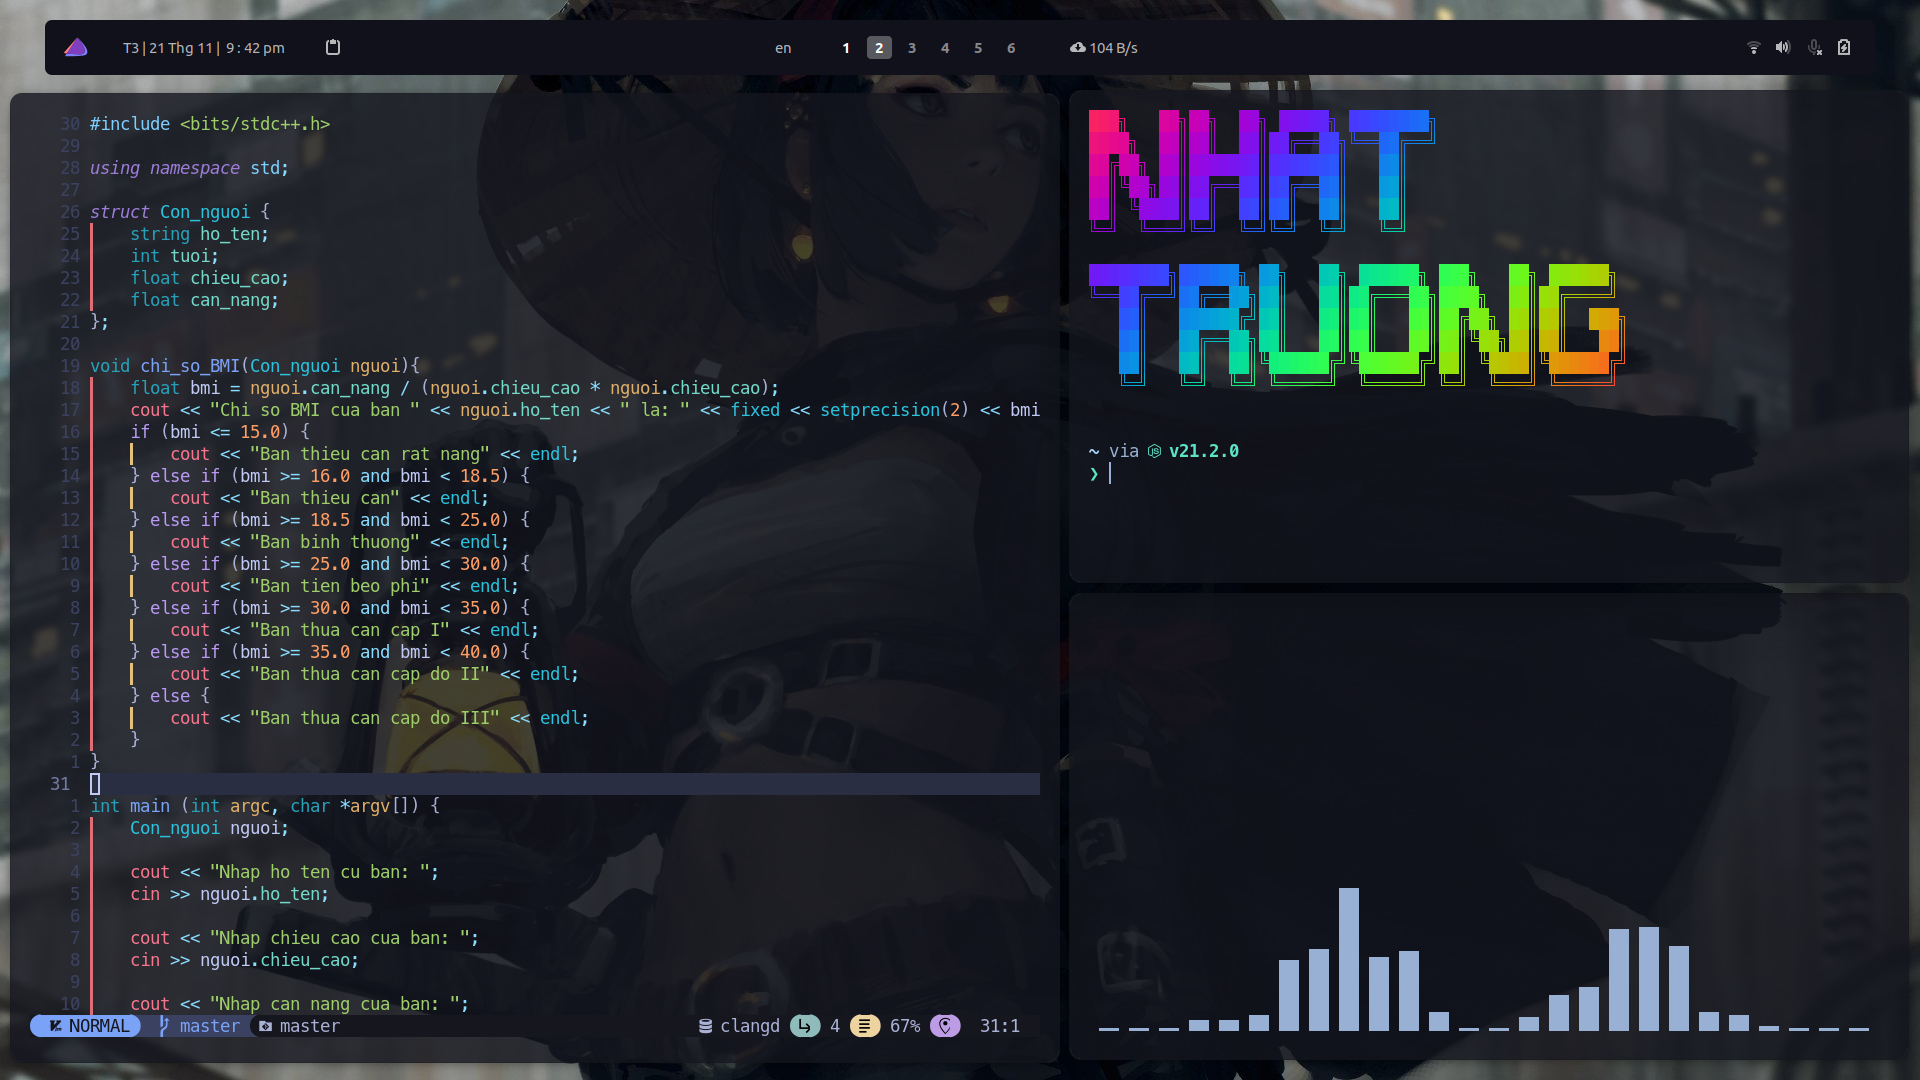 T3 | 21 Thg 11 | 9 : 42 pm
en
1 2 3 4 5 6
104 B/s
30 #include <bits/stdc++.h>
29
28 using namespace std;
27
26 struct Con_nguoi {
25 string ho_ten;
24 int tuoi;
23 float chieu_cao;
22 float can_nang;
21 };
20
19 void chi_so_BMI(Con_nguoi nguoi){
18 float bmi = nguoi.can_nang / (nguoi.chieu_cao * nguoi.chieu_cao);
17 cout << "Chi so BMI cua ban " << nguoi.ho_ten << " la: " << fixed << setprecision(2) << bmi
16 if (bmi <= 15.0) {
15 cout << "Ban thieu can rat nang" << endl;
14 } else if (bmi >= 16.0 and bmi < 18.5) {
13 cout << "Ban thieu can" << endl;
12 } else if (bmi >= 18.5 and bmi < 25.0) {
11 cout << "Ban binh thuong" << endl;
10 } else if (bmi >= 25.0 and bmi < 30.0) {
9 cout << "Ban tien beo phi" << endl;
8 } else if (bmi >= 30.0 and bmi < 35.0) {
7 cout << "Ban thua can cap I" << endl;
6 } else if (bmi >= 35.0 and bmi < 40.0) {
5 cout << "Ban thua can cap do II" << endl;
4 } else {
3 cout << "Ban thua can cap do III" << endl;
2 }
1 }
31
1 int main (int argc, char *argv[]) {
2 Con_nguoi nguoi;
3
4 cout << "Nhap ho ten cu ban: ";
5 cin >> nguoi.ho_ten;
6
7 cout << "Nhap chieu cao cua ban: ";
8 cin >> nguoi.chieu_cao;
9
10 cout << "Nhap can nang cua ban: ";
NORMAL master master clangd 4 67% 31:1
NHAT
TRUONG
~ via v21.2.0
❯